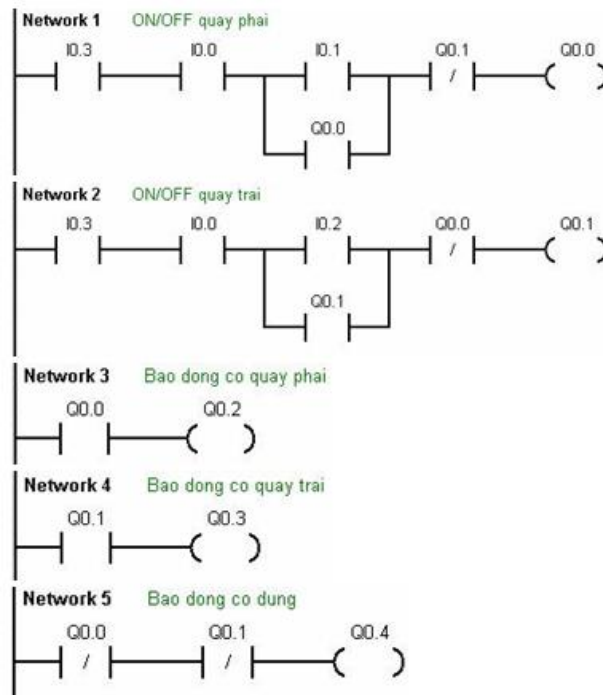 Network 1 ON/OFF quay phai
I0.3 I0.0 I0.1 Q0.1 Q0.0
/
Q0.0
Network 2 ON/OFF quay trai
I0.3 I0.0 I0.2 Q0.0 Q0.1
/
Q0.1
Network 3 Bao dong co quay phai
Q0.0 Q0.2
Network 4 Bao dong co quay trai
Q0.1 Q0.3
Network 5 Bao dong co dung
Q0.0 Q0.1 Q0.4
/ /